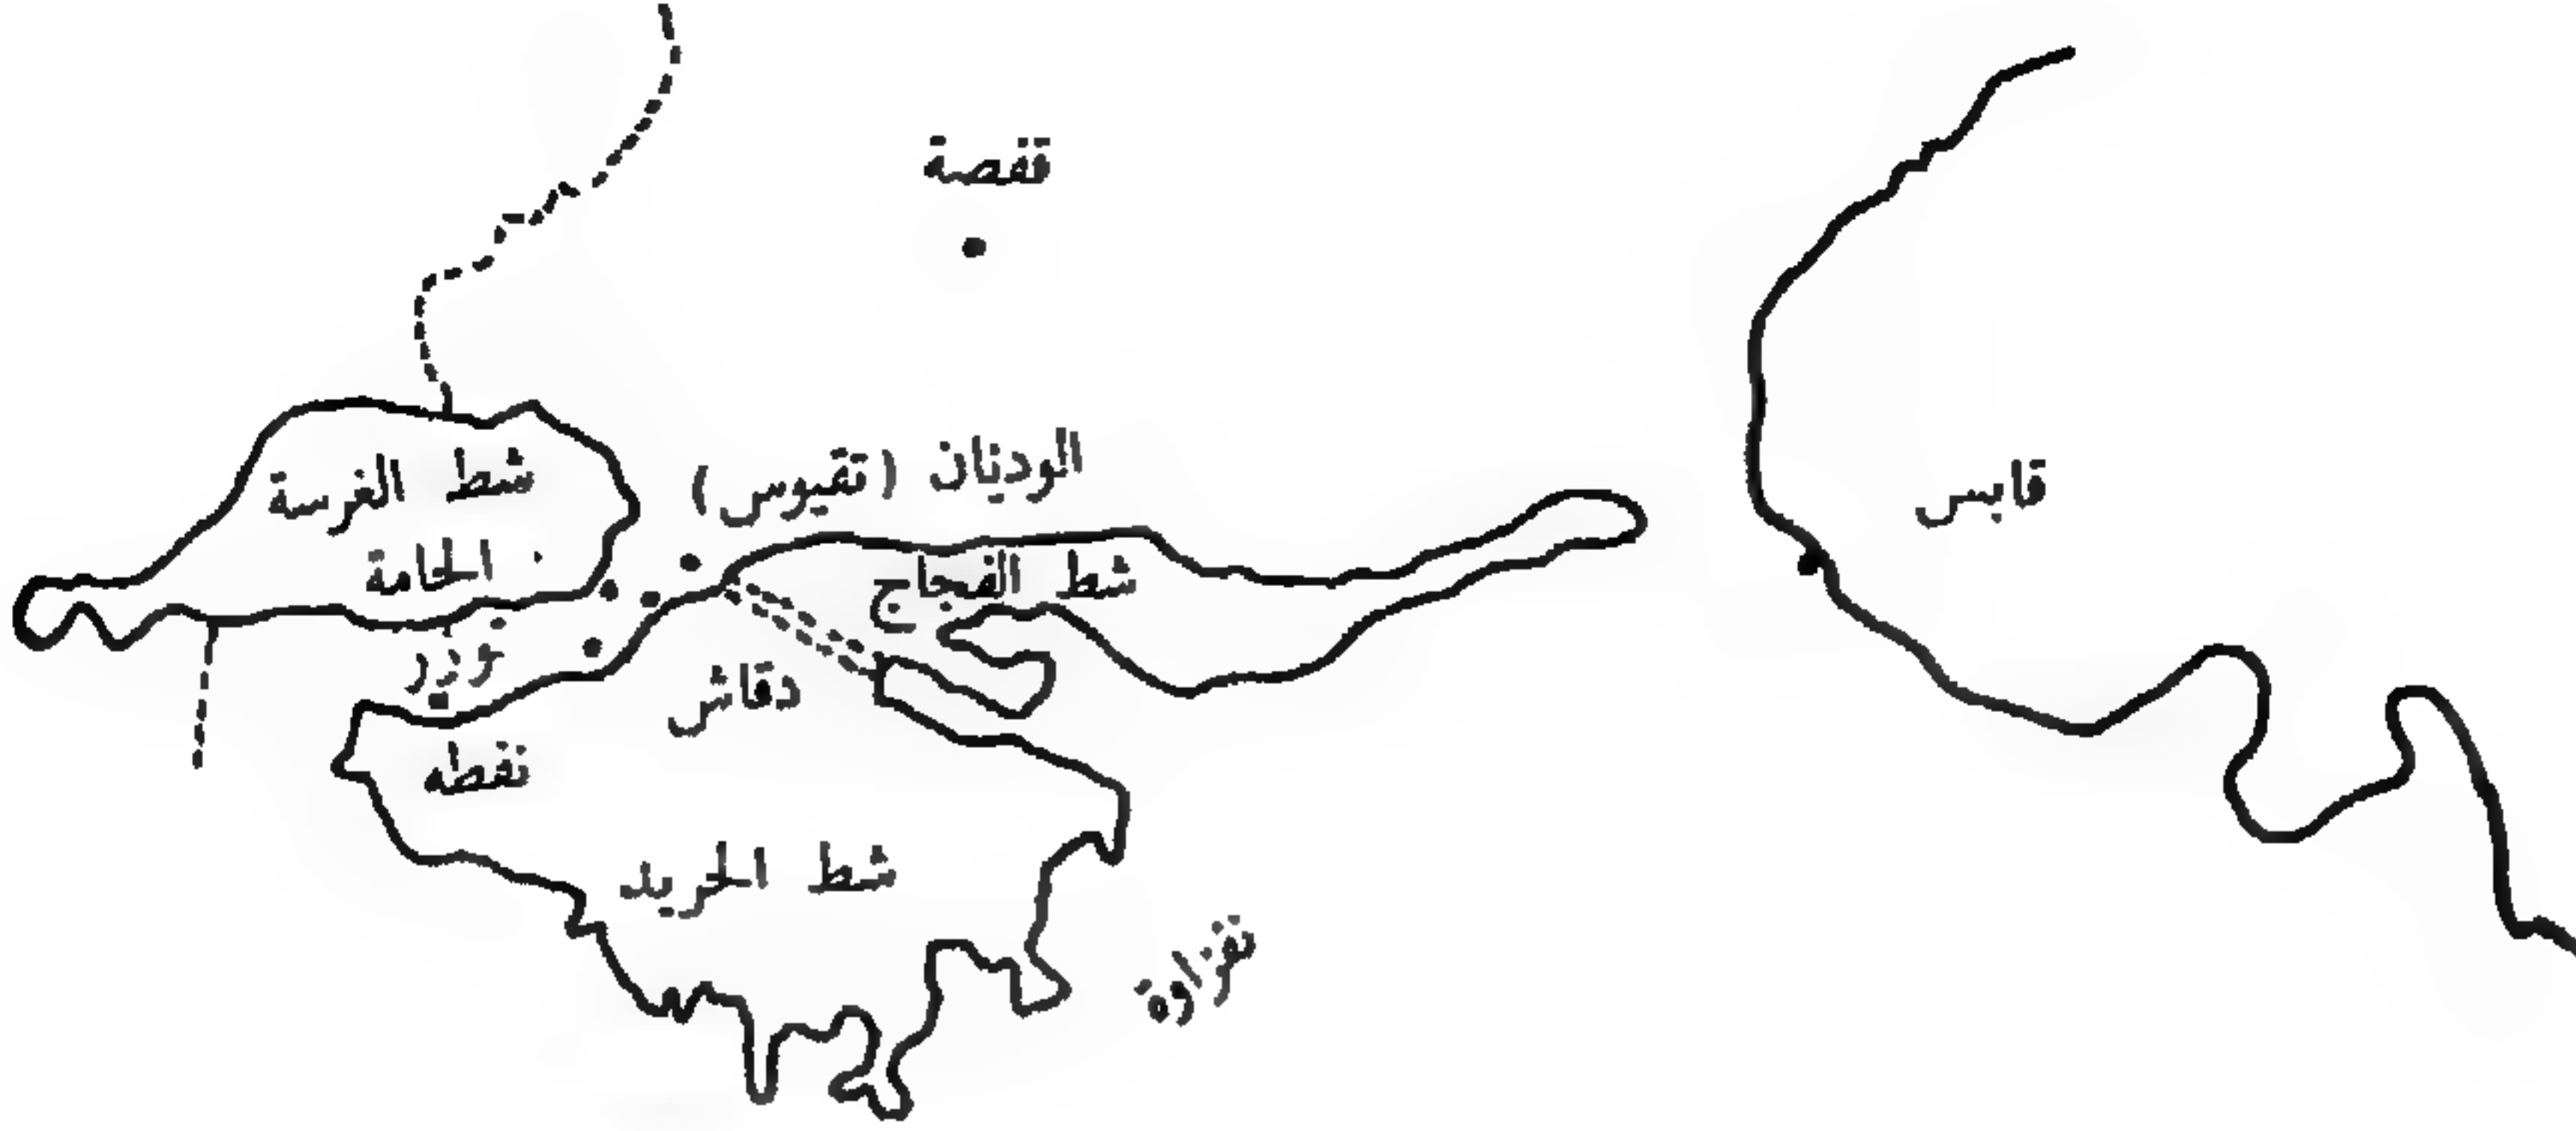 قفصة
الوديان (تقيوس)
قابس
شط الغرسة
الحامة
شط الفجاج
توزر
دقاش
نفطه
شط الجريد
نفزاوة